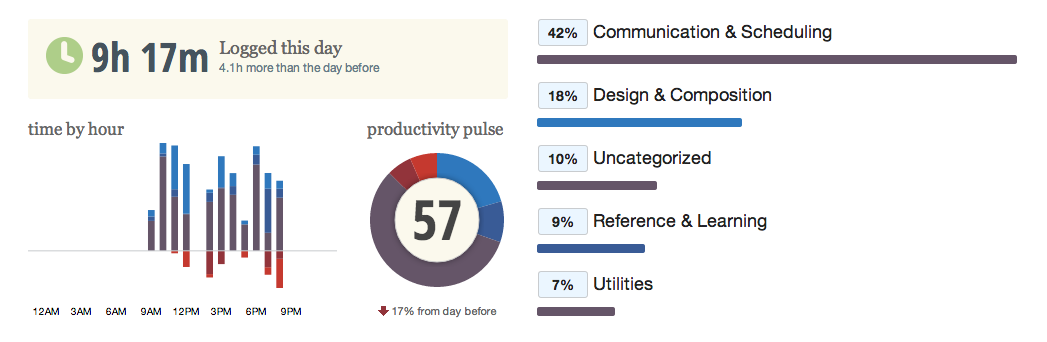 9h 17m
Logged this day
4.1h more than the day before
time by hour
12AM 3AM 6AM 9AM 12PM 3PM 6PM 9PM
productivity pulse
57
17% from day before
42% Communication & Scheduling
18% Design & Composition
10% Uncategorized
9% Reference & Learning
7% Utilities